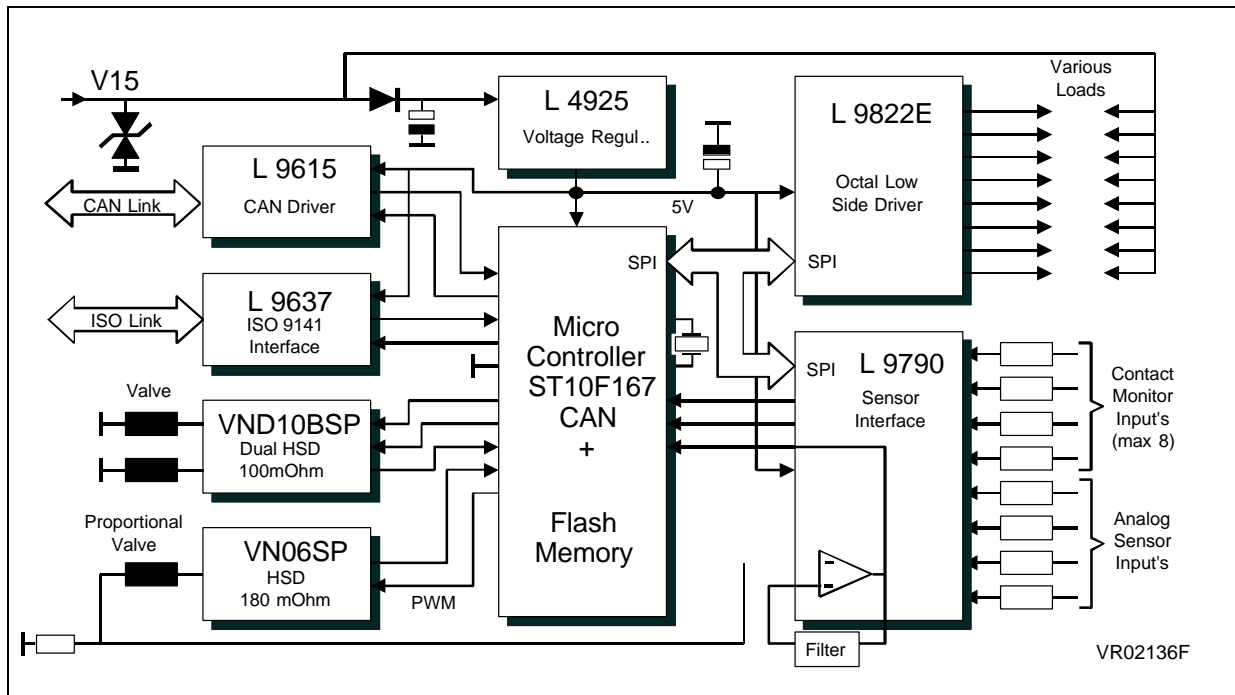 V15
L 4925
Voltage Regul..
L 9822E
Octal Low
Side Driver
SPI
Various
Loads
L 9615
CAN Driver
CAN Link
5V
L 9637
ISO 9141
Interface
ISO Link
SPI
Micro
Controller
ST10F167
CAN
+
Flash
Memory
SPI
L 9790
Sensor
Interface
Contact
Monitor
Input's
(max 8)
Valve
VND10BSP
Dual HSD
100mOhm
Proportional
Valve
VN06SP
HSD
180 mOhm
PWM
Analog
Sensor
Input's
Filter
VR02136F